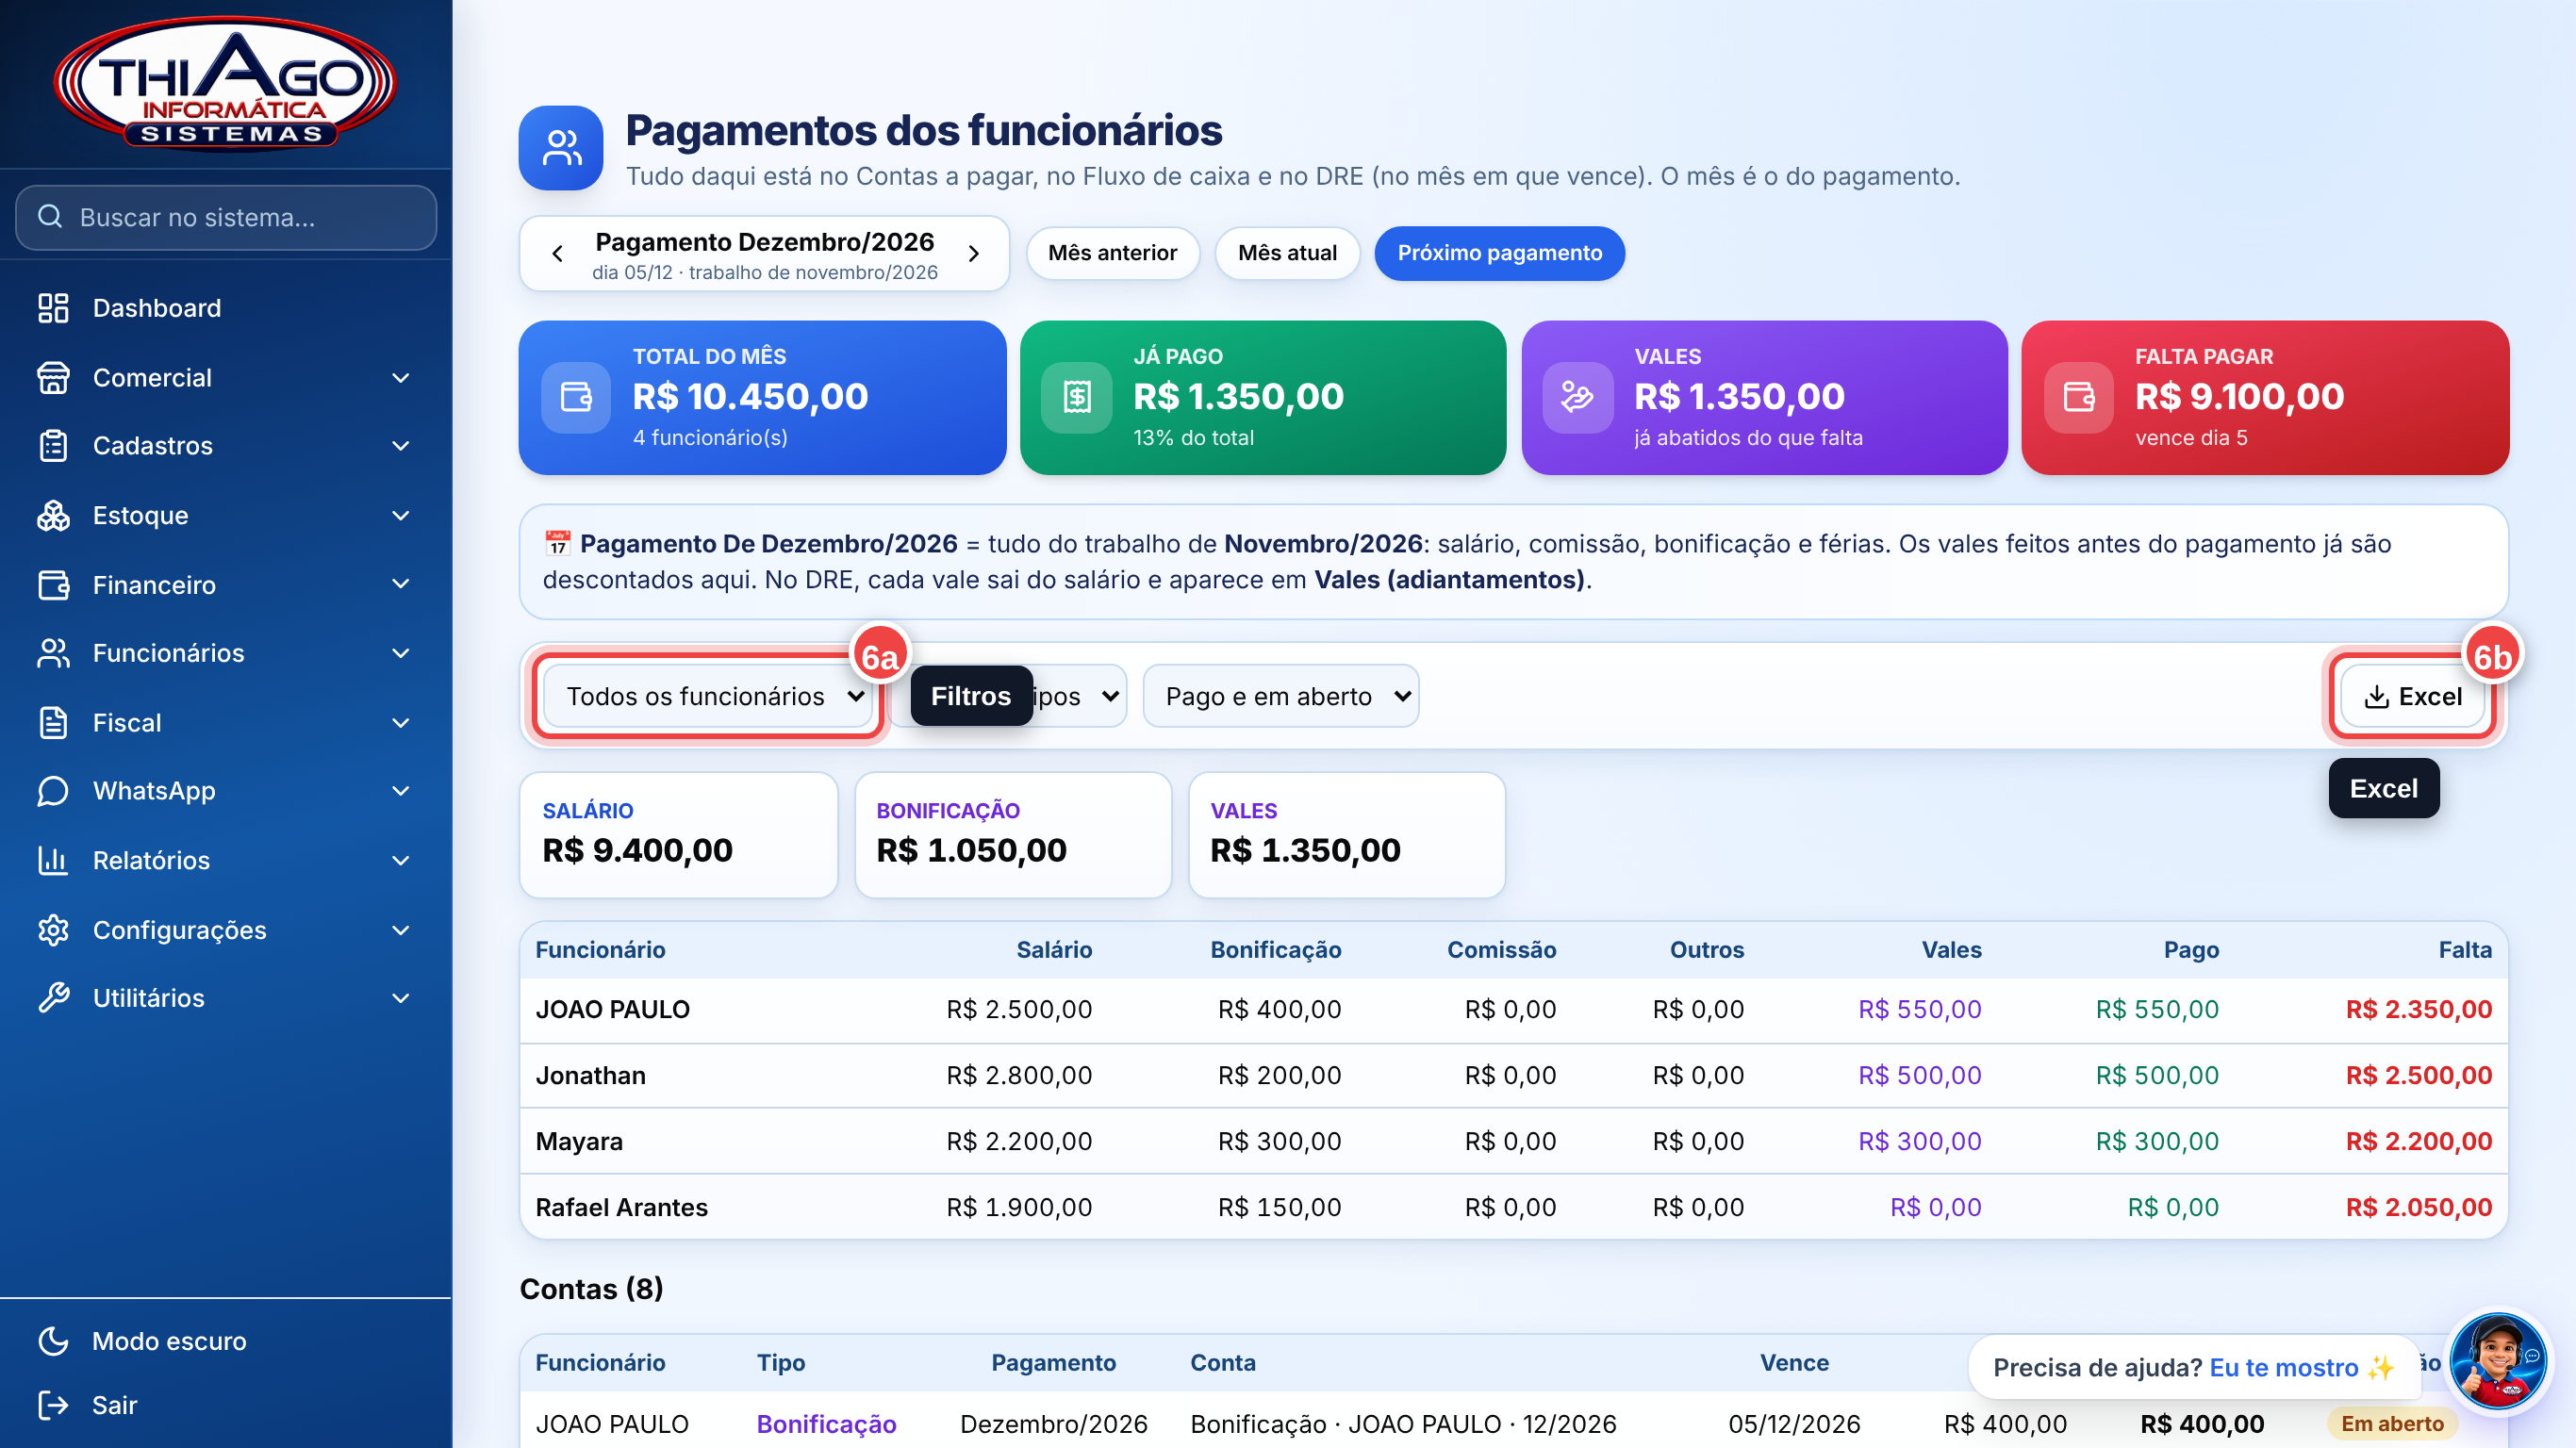 THIAGO
INFORMÁTICA
SISTEMAS
Buscar no sistema...
Dashboard
Comercial
Cadastros
Estoque
Financeiro
Funcionários
Fiscal
WhatsApp
Relatórios
Configurações
Utilitários
Modo escuro
Sair
Pagamentos dos funcionários
Tudo daqui está no Contas a pagar, no Fluxo de caixa e no DRE (no mês em que vence). O mês é o do pagamento.
Pagamento Dezembro/2026
dia 05/12 · trabalho de novembro/2026
Mês anterior
Mês atual
Próximo pagamento
TOTAL DO MÊS
R$ 10.450,00
4 funcionário(s)
JÁ PAGO
R$ 1.350,00
13% do total
VALES
R$ 1.350,00
já abatidos do que falta
FALTA PAGAR
R$ 9.100,00
vence dia 5
📅 Pagamento De Dezembro/2026 = tudo do trabalho de Novembro/2026: salário, comissão, bonificação e férias. Os vales feitos antes do pagamento já são
descontados aqui. No DRE, cada vale sai do salário e aparece em Vales (adiantamentos).
6a
6b
Todos os funcionários
Filtros
ipos
Pago e em aberto
Excel
Excel
SALÁRIO
R$ 9.400,00
BONIFICAÇÃO
R$ 1.050,00
VALES
R$ 1.350,00
Funcionário Salário Bonificação Comissão Outros Vales Pago Falta
JOAO PAULO R$ 2.500,00 R$ 400,00 R$ 0,00 R$ 0,00 R$ 550,00 R$ 550,00 R$ 2.350,00
Jonathan R$ 2.800,00 R$ 200,00 R$ 0,00 R$ 0,00 R$ 500,00 R$ 500,00 R$ 2.500,00
Mayara R$ 2.200,00 R$ 300,00 R$ 0,00 R$ 0,00 R$ 300,00 R$ 300,00 R$ 2.200,00
Rafael Arantes R$ 1.900,00 R$ 150,00 R$ 0,00 R$ 0,00 R$ 0,00 R$ 0,00 R$ 2.050,00
Contas (8)
Funcionário Tipo Pagamento Conta Vence ão
Precisa de ajuda? Eu te mostro ✨
JOAO PAULO Bonificação Dezembro/2026 Bonificação · JOAO PAULO · 12/2026 05/12/2026 R$ 400,00 R$ 400,00 Em aberto